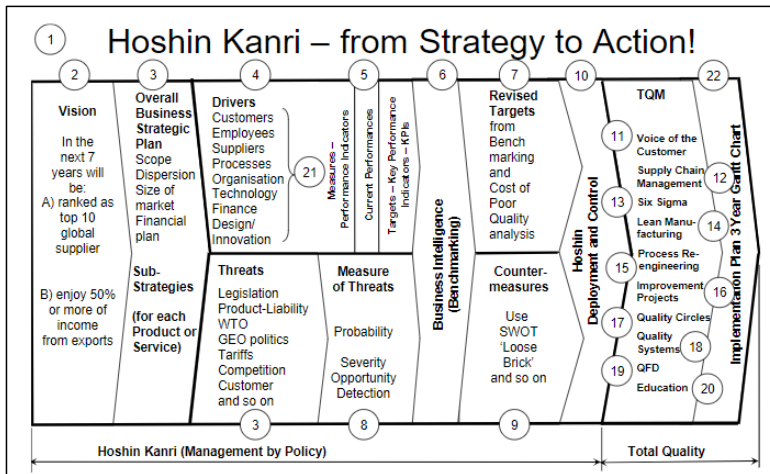 1
Hoshin Kanri – from Strategy to Action!
2
Vision
In the
next 7
years will
be:
A) ranked as
top 10
global
supplier
B) enjoy 50%
or more of
income
from exports
3
Overall
Business
Strategic
Plan
Scope
Dispersion
Size of
market
Financial
plan
Sub-
Strategies
(for each
Product or
Service)
4
Drivers
Customers
Employees
Suppliers
Processes
Organisation
Technology
Finance
Design/
Innovation
21
5
Measures –
Performance Indicators
Current Performances
Targets – Key Performance
Indicators – KPIs
Threats
Legislation
Product-Liability
WTO
GEO politics
Tariffs
Competition
Customer
and so on
3
Measure
of Threats
Probability
Severity
Opportunity
Detection
8
6
Business Intelligence
(Benchmarking)
7
Revised
Targets
from
Bench
marking
and
Cost of
Poor
Quality
analysis
Counter-
measures
Use
SWOT
‘Loose
Brick’
and so on
9
10
Hoshin
Deployment and Control
TQM
11
Voice of the
Customer
Supply Chain
Management
12
13
Six Sigma
Lean Manu-
facturing
14
15
Process Re-
engineering
Improvement
Projects
16
17
Quality Circles
Quality
Systems
18
19
QFD
Education
20
22
Implementation Plan 3 Year Gantt Chart
Hoshin Kanri (Management by Policy)
Total Quality